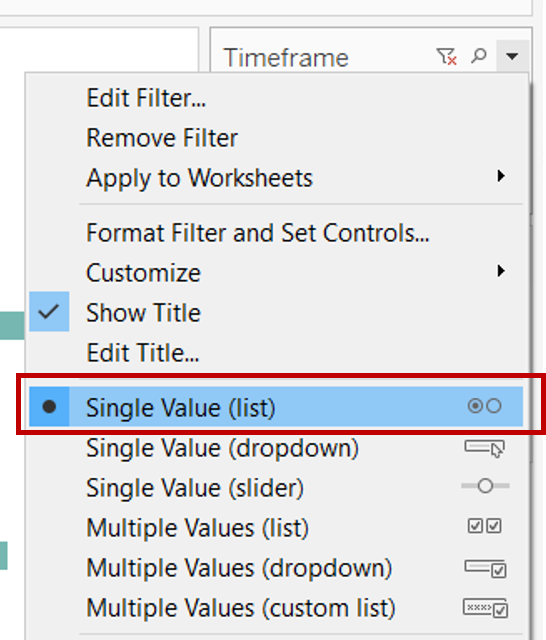 Timeframe
Edit Filter...
Remove Filter
Apply to Worksheets
Format Filter and Set Controls...
Customize
Show Title
Edit Title...
Single Value (list)
Single Value (dropdown)
Single Value (slider)
Multiple Values (list)
Multiple Values (dropdown)
Multiple Values (custom list)